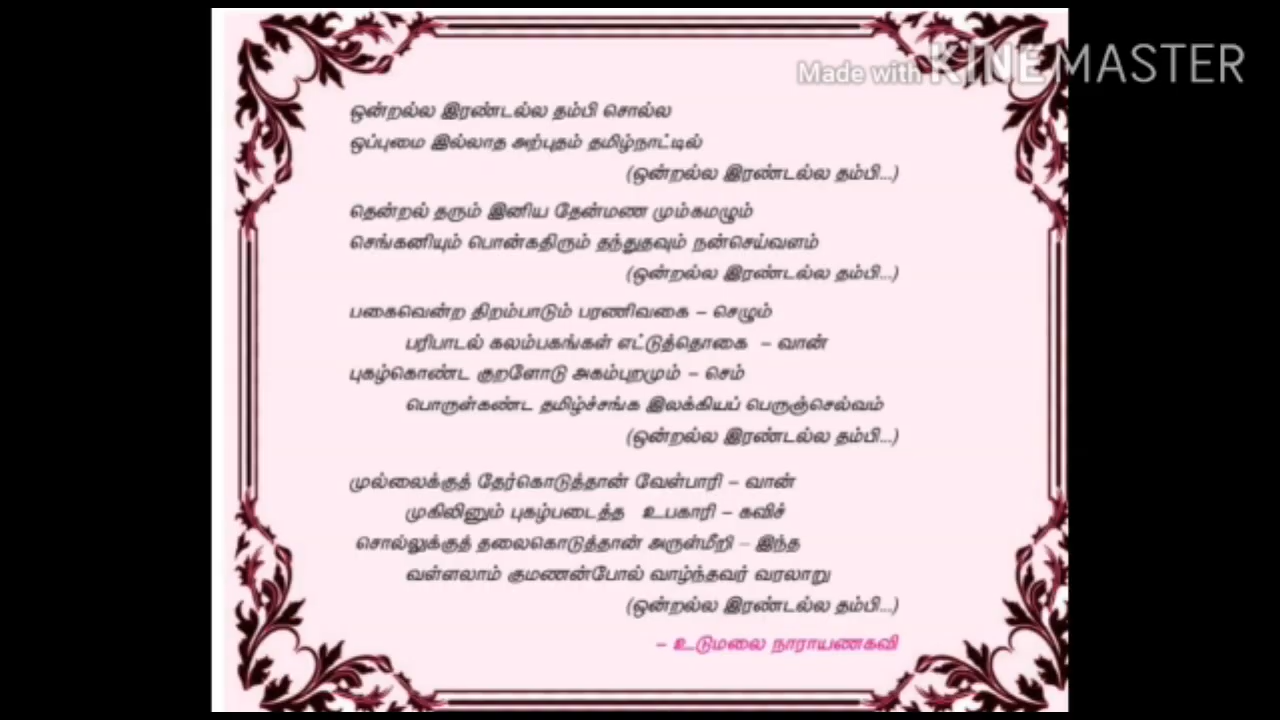 Made with KINEMASTER
ஒன்றல்ல இரண்டல்ல தம்பி சொல்ல
ஒப்புமை இல்லாத அற்புதம் தமிழ்நாட்டில்
(ஒன்றல்ல இரண்டல்ல தம்பி...)
தென்றல் தரும் இனிய தேன்மண மும்கமழும்
செங்கனியும் பொன்கதிரும் தந்துதவும் நன்செய்வளம்
(ஒன்றல்ல இரண்டல்ல தம்பி...)
பகைவென்ற திறம்பாடும் பரணிவகை – செழும்
பரிபாடல் கலம்பகங்கள் எட்டுத்தொகை – வான்
புகழ்கொண்ட குறளோடு அகம்புறமும் – செம்
பொருள்கண்ட தமிழ்ச்சங்க இலக்கியப் பெருஞ்செல்வம்
(ஒன்றல்ல இரண்டல்ல தம்பி...)
முல்லைக்குத் தேர்கொடுத்தான் வேள்பாரி – வான்
முகிலினும் புகழ்படைத்த உபகாரி – கவிச்
சொல்லுக்குத் தலைகொடுத்தான் அருள்மீறி – இந்த
வள்ளலாம் குமணன்போல் வாழ்ந்தவர் வரலாறு
(ஒன்றல்ல இரண்டல்ல தம்பி...)
– உடுமலை நாராயணகவி